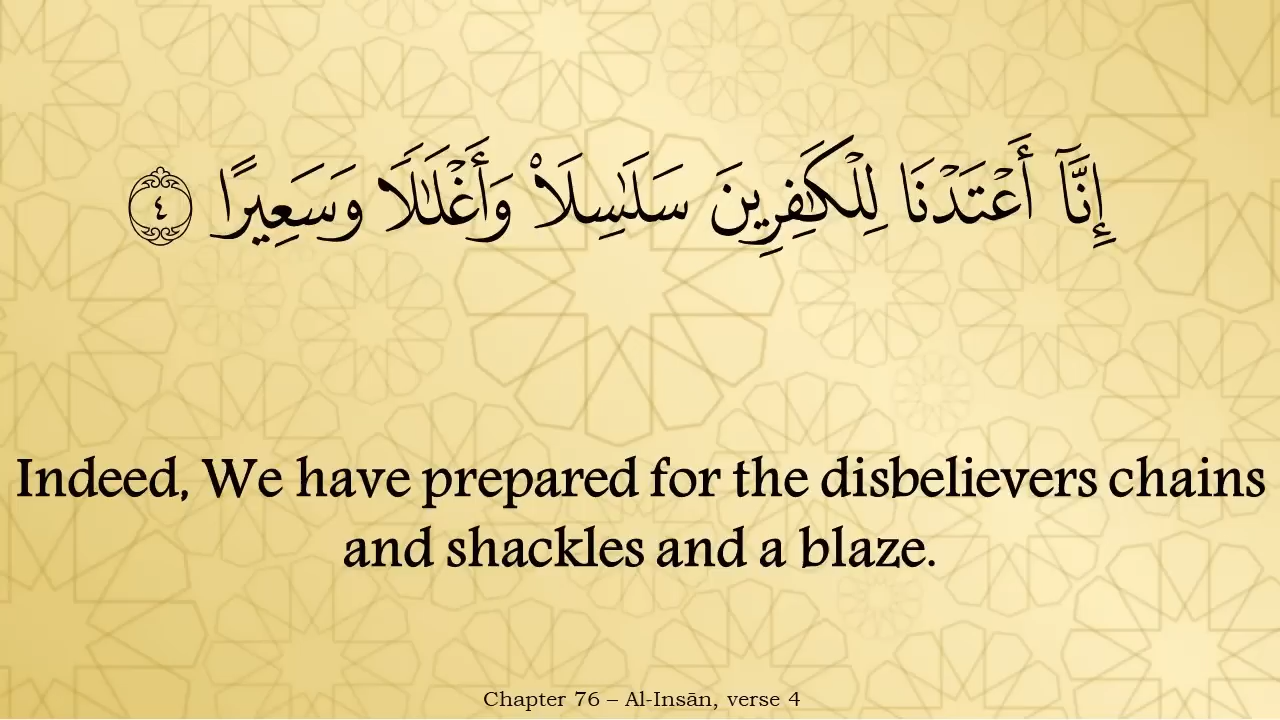 إِنَّآ أَعْتَدْنَا لِلْكَٰفِرِينَ سَلَٰسِلَا۟ وَأَغْلَٰلًا وَسَعِيرًا ٤
Indeed, We have prepared for the disbelievers chains
and shackles and a blaze.
Chapter 76 – Al-Insān, verse 4